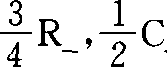 3/4 R_, 1/2 C